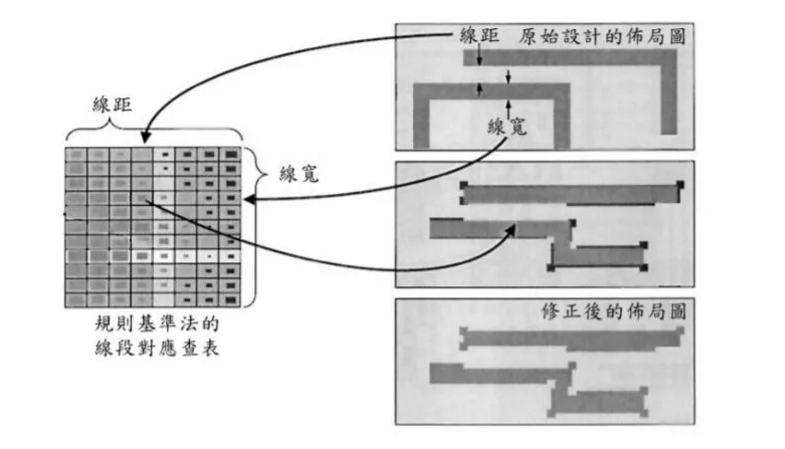 線距 原始設計的佈局圖
線寬
線距
線寬
規則基準法的
線段對應查表
修正後的佈局圖